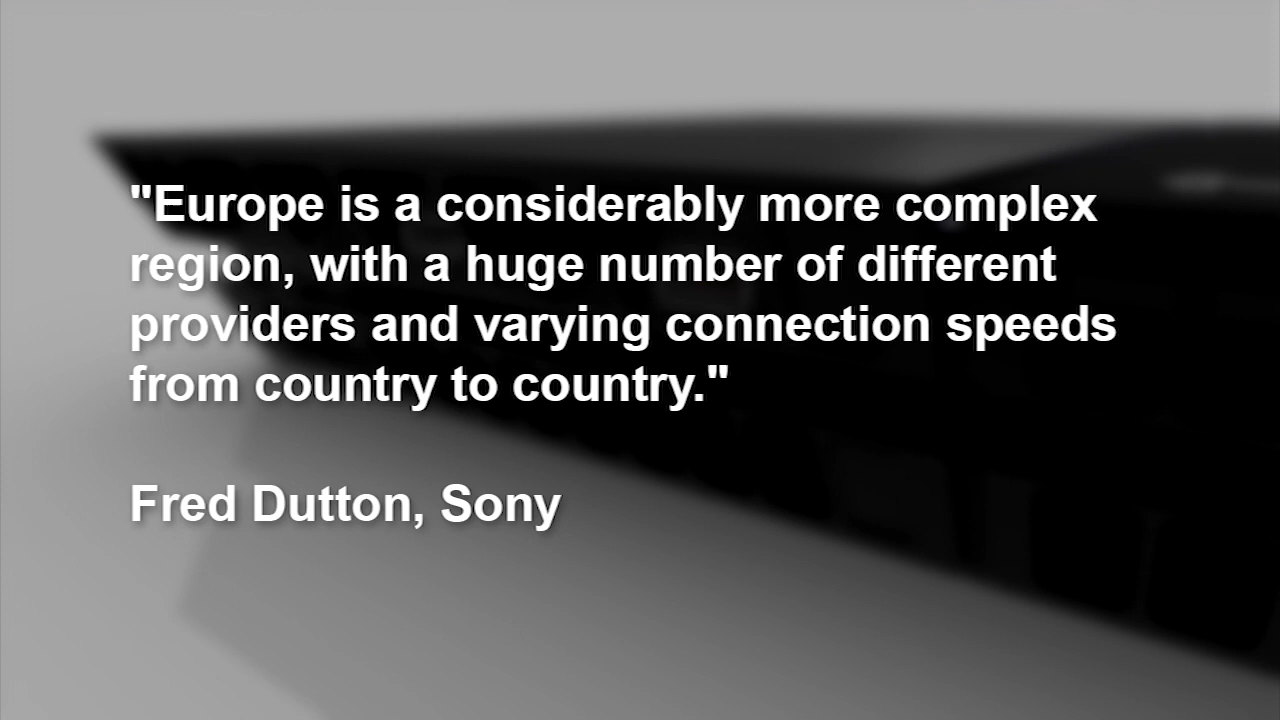 "Europe is a considerably more complex
region, with a huge number of different
providers and varying connection speeds
from country to country."
Fred Dutton, Sony